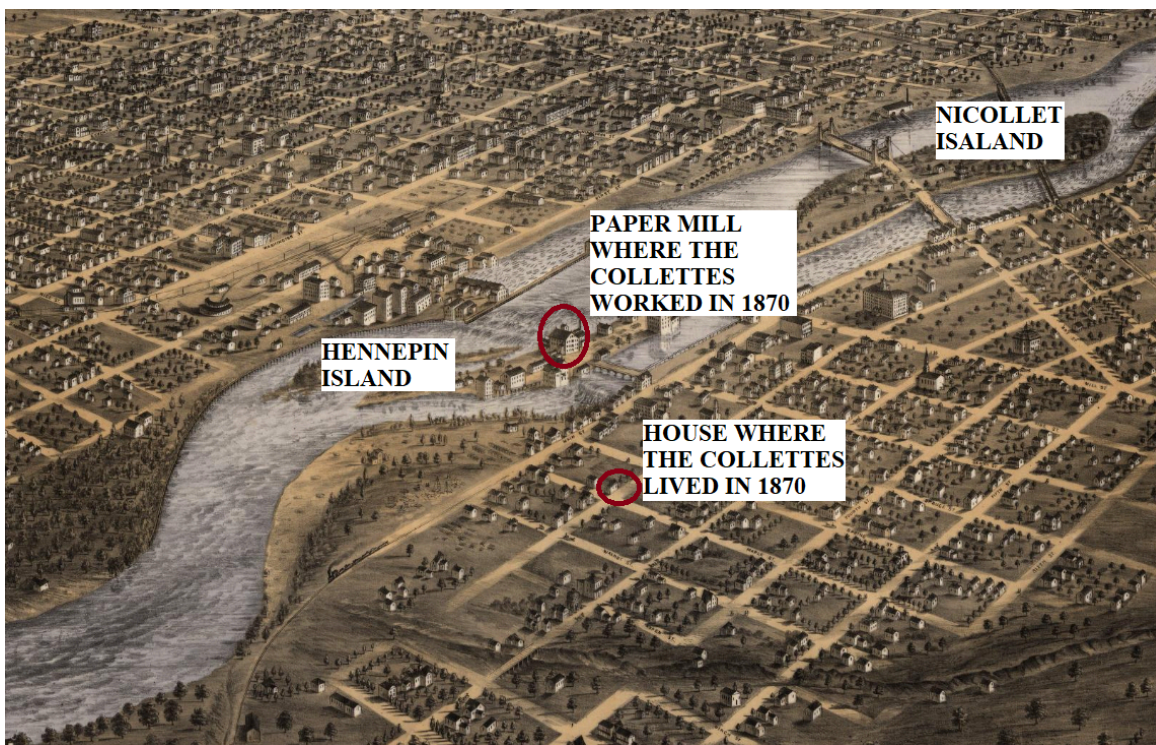 NICOLLET
ISALAND
PAPER MILL
WHERE THE
COLLETTES
WORKED IN 1870
HENNEPIN
ISLAND
HOUSE WHERE
THE COLLETTES
LIVED IN 1870